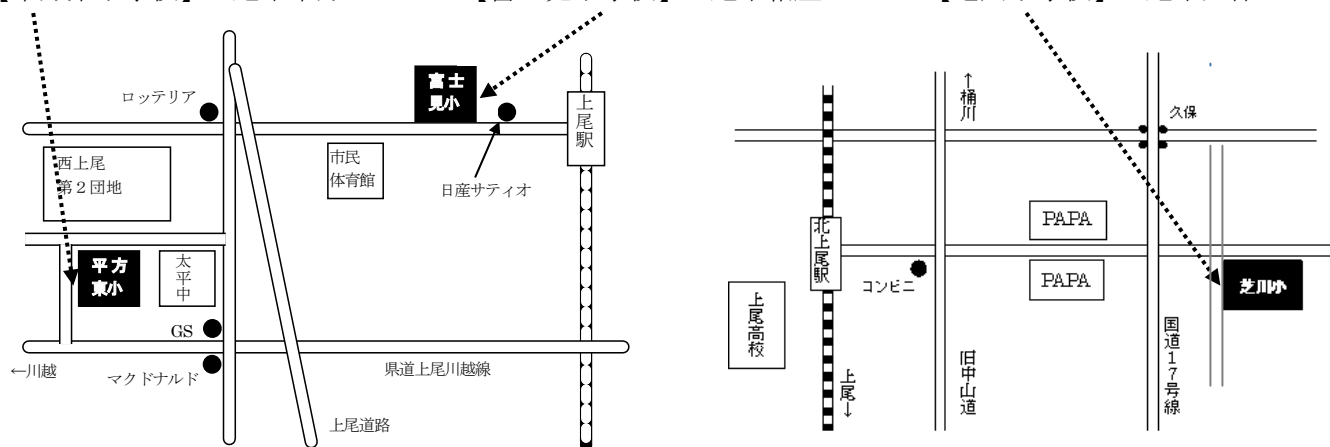 ロッテリア
富士
見小
上尾駅
西上尾
第2団地
市民
体育館
日産サティオ
平方
東小
太平中
GS
←川越
マクドナルド
県道上尾川越線
上尾道路
←桶川
久保
PAPA
北上尾駅
コンビニ
PAPA
芝川小
上尾高校
上尾→
旧中山道
国道17号線